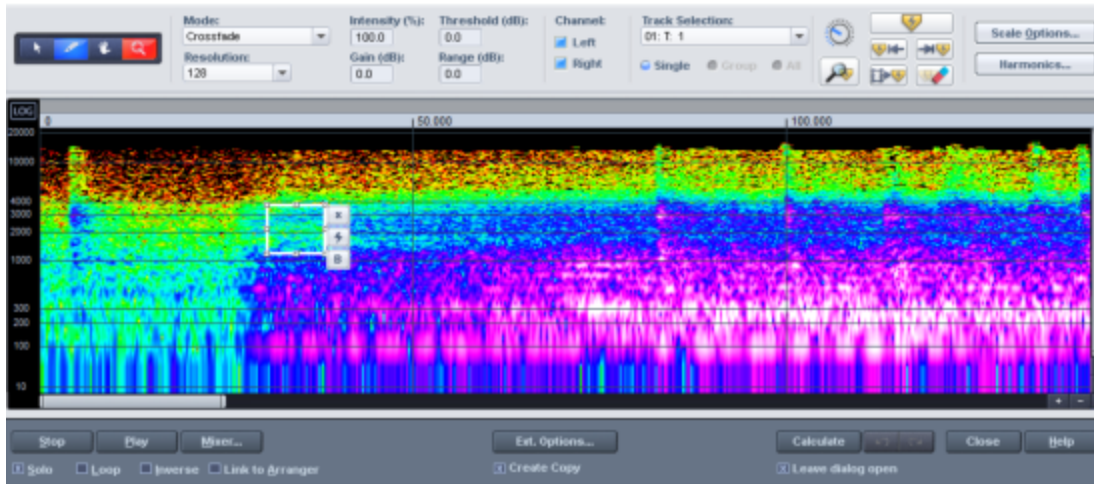 Mode: Intensity (%): Threshold (dB): Channel: Track Selection:
Crossfade 100.0 0.0 Left 01: T: 1
Resolution: Gain (dB): Range (dB): Right Single Group All
128 0.0 0.0
Scale Options...
Harmonics...
LOG 0 50.000 100.000
20000
10000
4000
3000
2000
1000
300
200
100
10
x
B
+ -
Stop Play Mixer... Ext. Options... Calculate Close Help
Solo Loop Inverse Link to Arranger Create Copy Leave dialog open